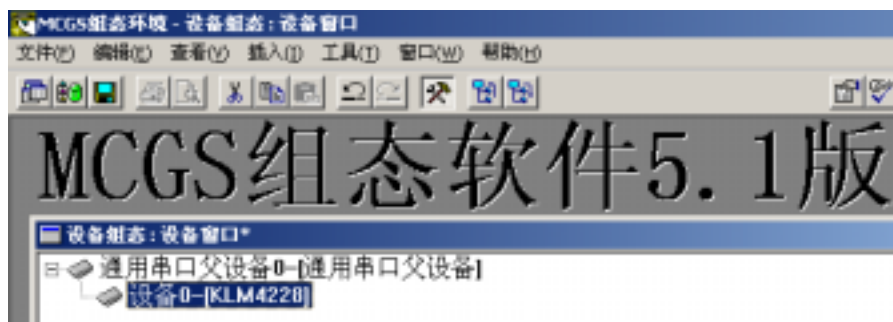 MCGS组态环境 - 设备组态:设备窗口
文件(F) 编辑(E) 查看(V) 插入(I) 工具(T) 窗口(W) 帮助(H)
MCGS组态软件5.1版
设备组态:设备窗口*
通用串口父设备0-[通用串口父设备]
设备0-[KLM4228]